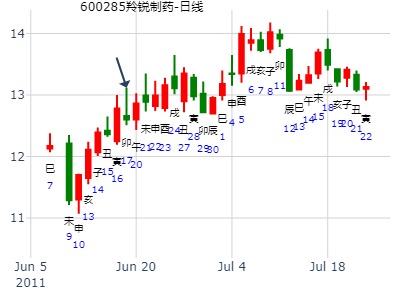 600285羚锐制药-日线
14
13
12
11
巳
7
未
9
申
10
亥
13
子
14
丑
15
寅
16
卯
17
午
20
未
21
申
22
酉
23
戌
24
丑
27
寅
28
卯
29
辰
30
巳
1
申
4
酉
5
戌
6
亥
7
子
8
卯
11
辰
12
巳
13
午
14
未
15
戌
18
亥
19
子
20
丑
21
寅
22
Jun 5
2011
Jun 20
Jul 4
Jul 18